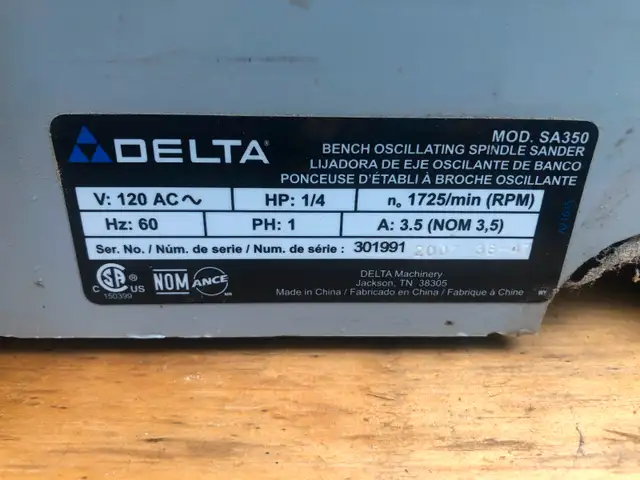 DELTA
MOD. SA350
BENCH OSCILLATING SPINDLE SANDER
LIJADORA DE EJE OSCILANTE DE BANCO
PONCEUSE D'ÉTABLI À BROCHE OSCILLANTE
V: 120 AC~ HP: 1/4 n₀ 1725/min (RPM)
Hz: 60 PH: 1 A: 3.5 (NOM 3,5)
Ser. No. / Núm. de serie / Num. de série : 301991
C US
150399
NOM ANCE
DELTA Machinery
Jackson, TN 38305
Made in China / Fabricado en China / Fabriqué à Chine